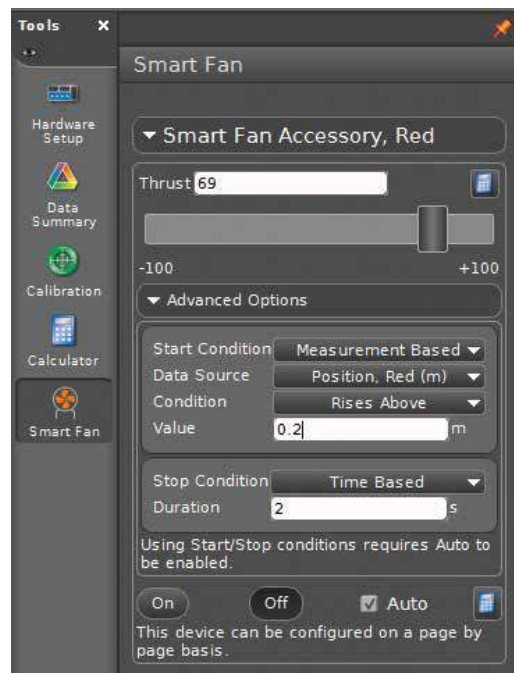 Tools x
Smart Fan
Hardware
Setup
Data
Summary
Calibration
Calculator
Smart Fan
Smart Fan Accessory, Red
Thrust 69
-100 +100
Advanced Options
Start Condition Measurement Based
Data Source Position, Red (m)
Condition Rises Above
Value 0.2 m
Stop Condition Time Based
Duration 2 s
Using Start/Stop conditions requires Auto to
be enabled.
On Off Auto
This device can be configured on a page by
page basis.